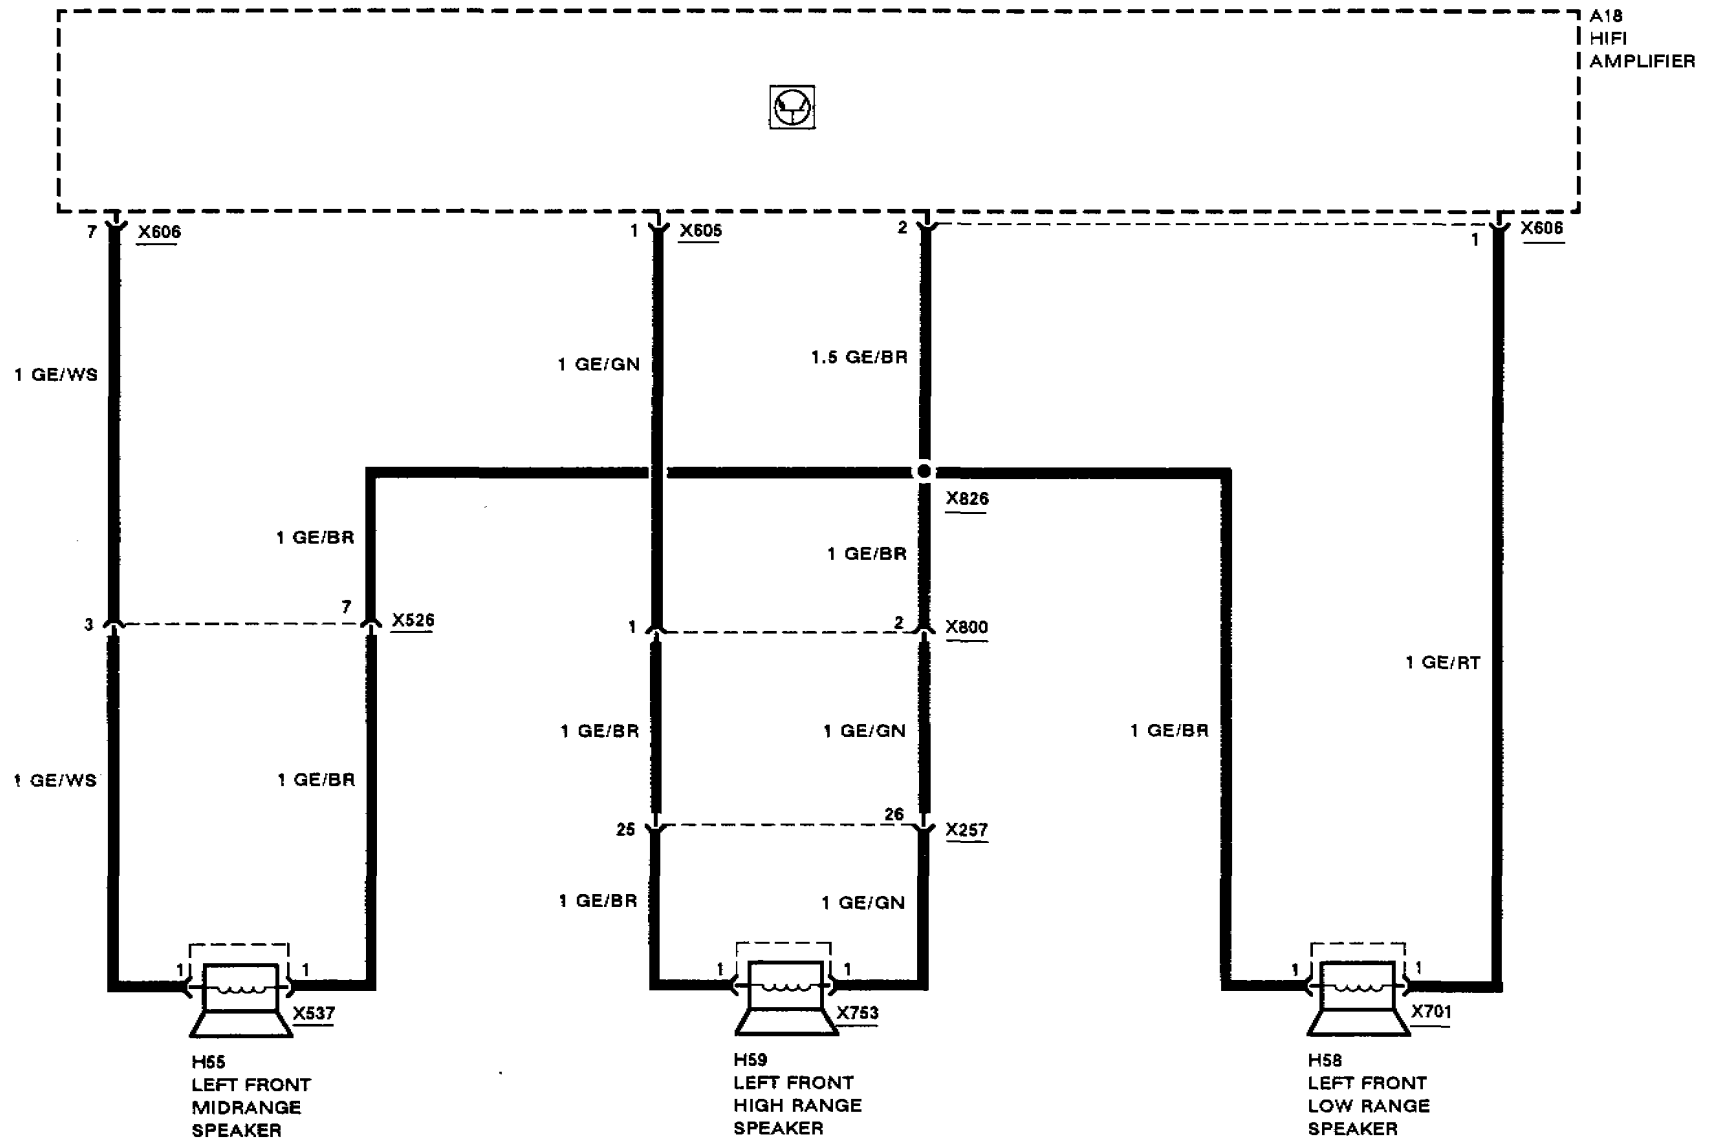 A18
HIFI
AMPLIFIER
7 X606
1 X605
2
1 X606
1 GE/WS
1 GE/GN
1.5 GE/BR
X826
1 GE/BR
1 GE/BR
3
7 X526
1
2 X800
1 GE/RT
1 GE/BR
1 GE/GN
1 GE/BR
1 GE/WS
1 GE/BR
25
26 X257
1 GE/BR
1 GE/GN
1 1
1 1
1 1
X537
X753
X701
H55
LEFT FRONT
MIDRANGE
SPEAKER
H59
LEFT FRONT
HIGH RANGE
SPEAKER
H58
LEFT FRONT
LOW RANGE
SPEAKER